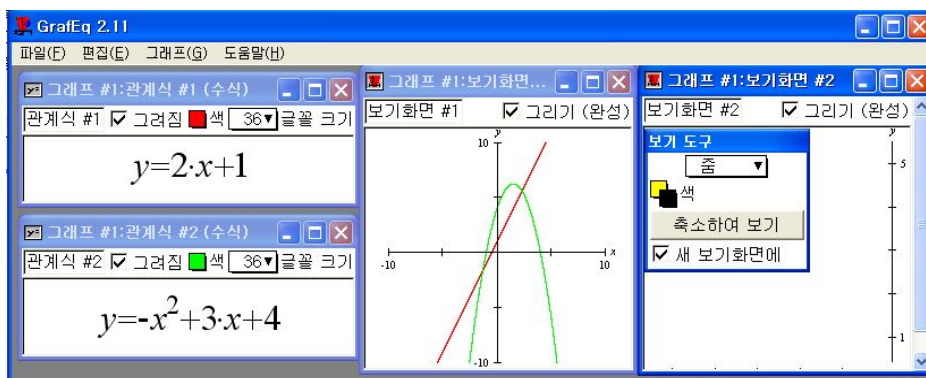 GrafEq 2.11
파일(F) 편집(E) 그래프(G) 도움말(H)
그래프 #1:관계식 #1 (수식)
관계식 #1 그려짐 색 36▼ 글꼴 크기
y=2·x+1
그래프 #1:관계식 #2 (수식)
관계식 #2 그려짐 색 36▼ 글꼴 크기
y=-x²+3·x+4
그래프 #1:보기화면...
보기화면 #1 그리기 (완성)
y
10
-10
10
x
-10
그래프 #1:보기화면 #2
보기화면 #2 그리기 (완성)
보기 도구
줌 ▼
색
축소하여 보기
새 보기화면에
y
5
1